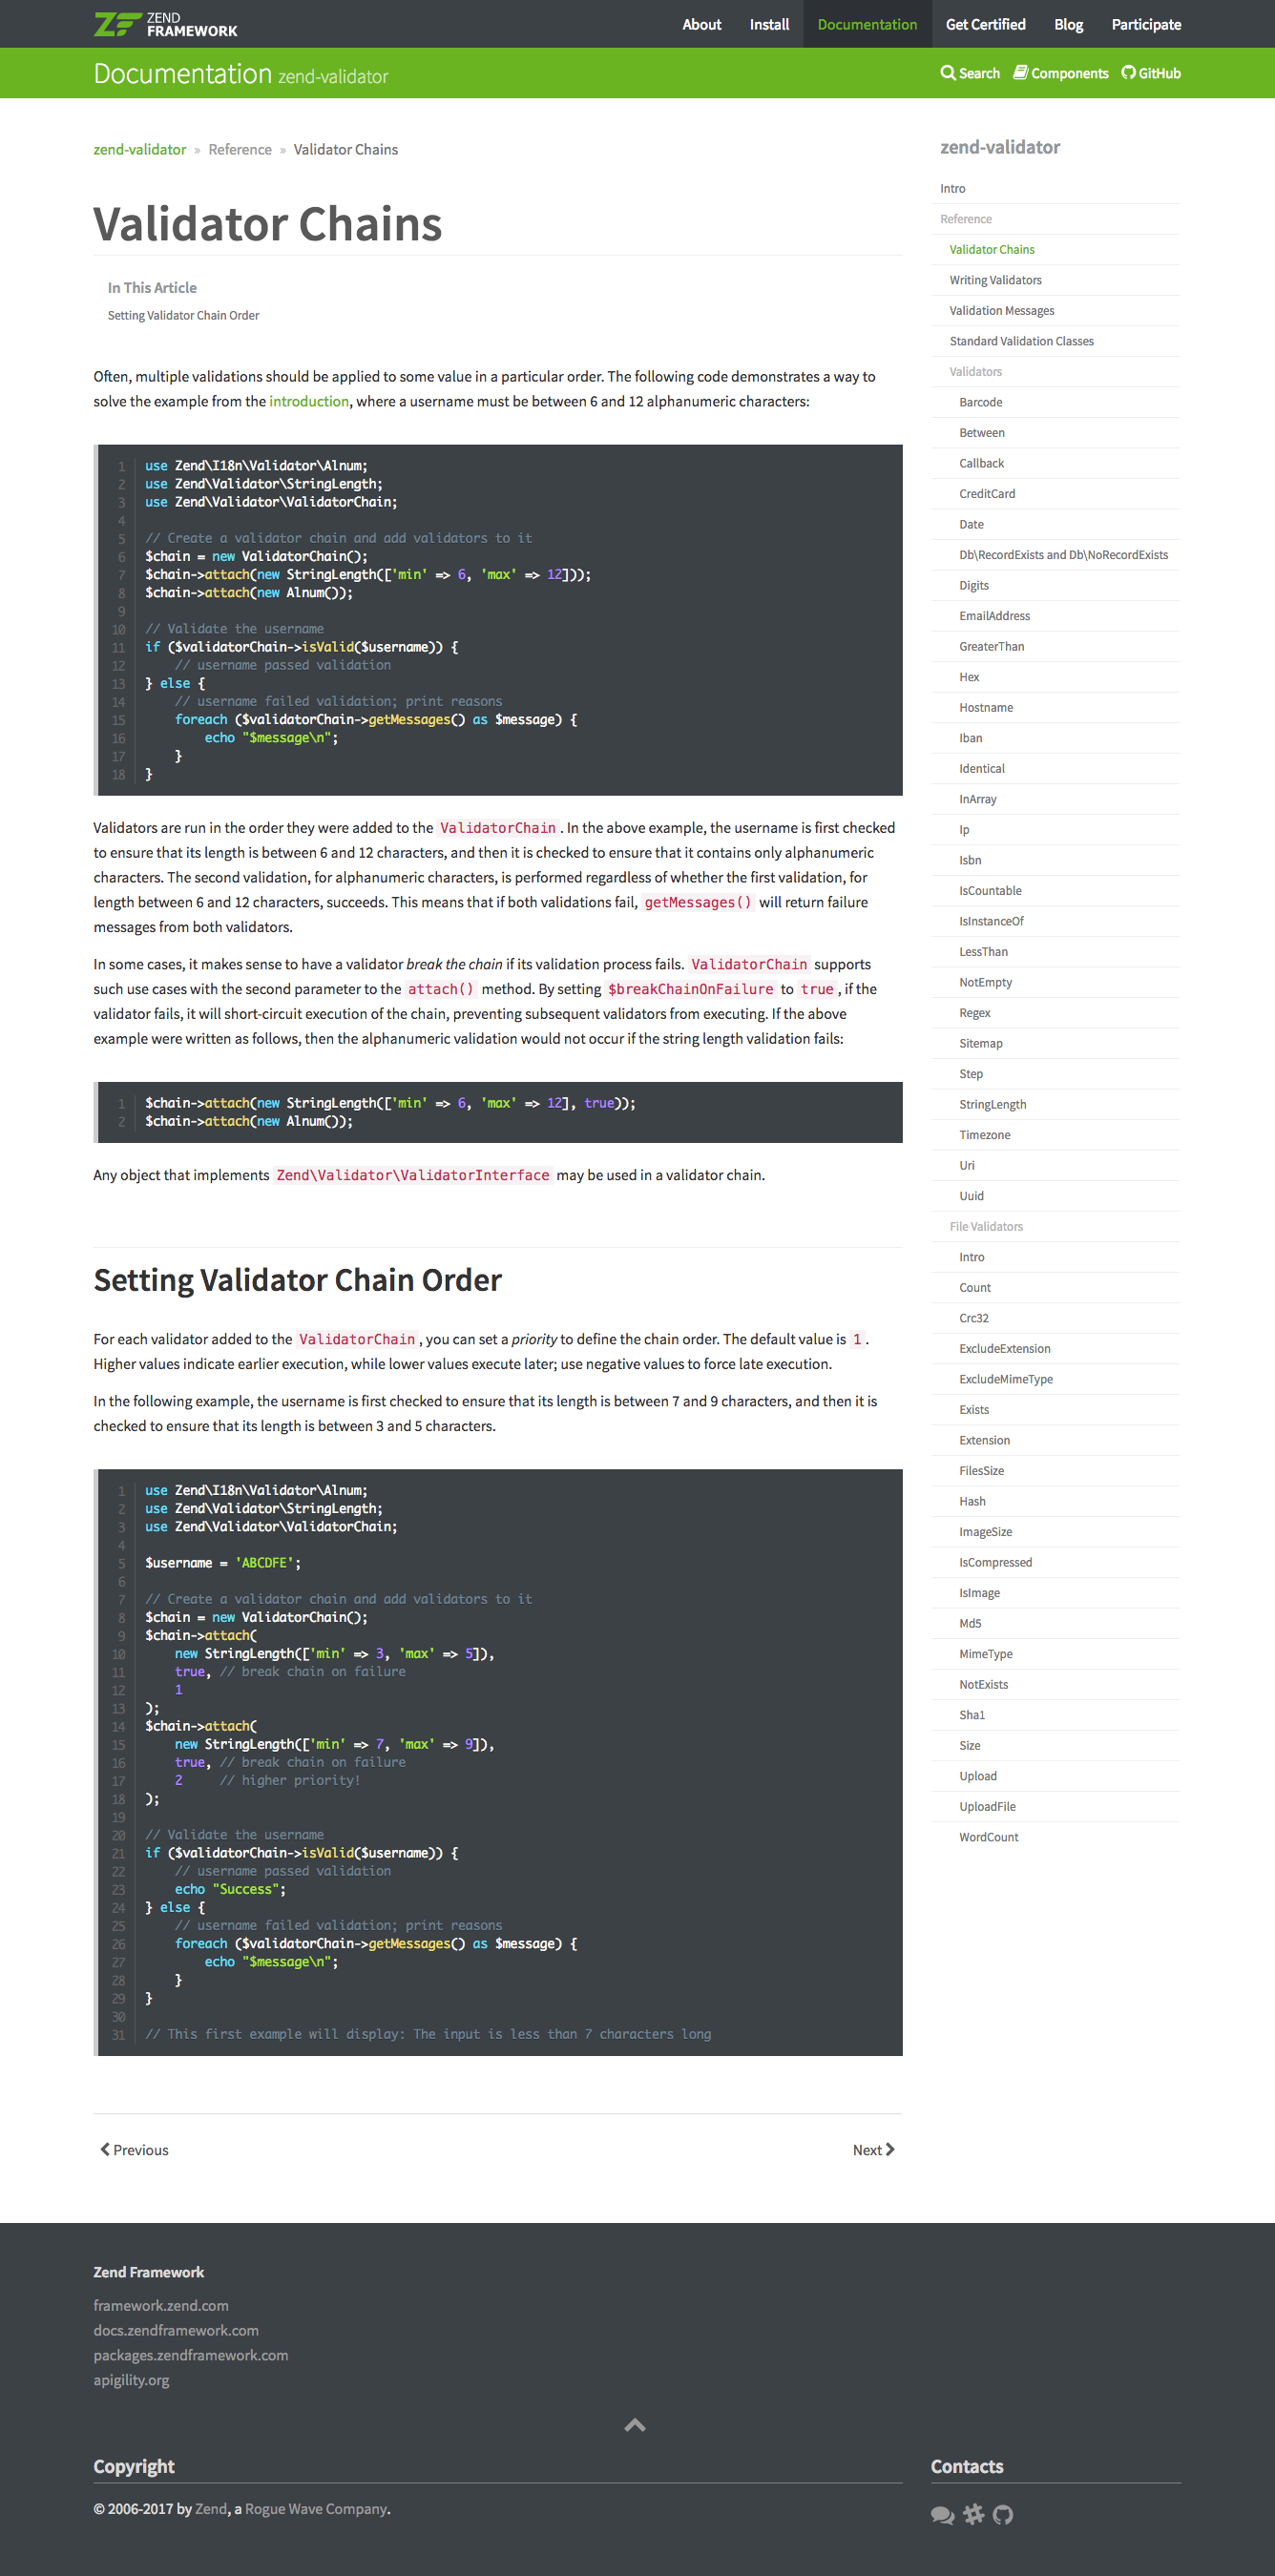 ZEND
FRAMEWORK
About Install Documentation Get Certified Blog Participate
Documentation zend-validator
Search Components GitHub
zend-validator » Reference » Validator Chains
Validator Chains
In This Article
Setting Validator Chain Order
Often, multiple validations should be applied to some value in a particular order. The following code demonstrates a way to
solve the example from the introduction, where a username must be between 6 and 12 alphanumeric characters:
1 use Zend\I18n\Validator\Alnum;
2 use Zend\Validator\StringLength;
3 use Zend\Validator\ValidatorChain;
4
5 // Create a validator chain and add validators to it
6 $chain = new ValidatorChain();
7 $chain->attach(new StringLength(['min' => 6, 'max' => 12]));
8 $chain->attach(new Alnum());
9
10 // Validate the username
11 if ($validatorChain->isValid($username)) {
12     // username passed validation
13 } else {
14     // username failed validation; print reasons
15     foreach ($validatorChain->getMessages() as $message) {
16         echo "$message\n";
17     }
18 }
Validators are run in the order they were added to the ValidatorChain. In the above example, the username is first checked
to ensure that its length is between 6 and 12 characters, and then it is checked to ensure that it contains only alphanumeric
characters. The second validation, for alphanumeric characters, is performed regardless of whether the first validation, for
length between 6 and 12 characters, succeeds. This means that if both validations fail, getMessages() will return failure
messages from both validators.
In some cases, it makes sense to have a validator break the chain if its validation process fails. ValidatorChain supports
such use cases with the second parameter to the attach() method. By setting $breakChainOnFailure to true, if the
validator fails, it will short-circuit execution of the chain, preventing subsequent validators from executing. If the above
example were written as follows, then the alphanumeric validation would not occur if the string length validation fails:
1 $chain->attach(new StringLength(['min' => 6, 'max' => 12], true));
2 $chain->attach(new Alnum());
Any object that implements Zend\Validator\ValidatorInterface may be used in a validator chain.
Setting Validator Chain Order
For each validator added to the ValidatorChain, you can set a priority to define the chain order. The default value is 1.
Higher values indicate earlier execution, while lower values execute later; use negative values to force late execution.
In the following example, the username is first checked to ensure that its length is between 7 and 9 characters, and then it is
checked to ensure that its length is between 3 and 5 characters.
1 use Zend\I18n\Validator\Alnum;
2 use Zend\Validator\StringLength;
3 use Zend\Validator\ValidatorChain;
4
5 $username = 'ABCDFE';
6
7 // Create a validator chain and add validators to it
8 $chain = new ValidatorChain();
9 $chain->attach(
10     new StringLength(['min' => 3, 'max' => 5]),
11     true, // break chain on failure
12     1
13 );
14 $chain->attach(
15     new StringLength(['min' => 7, 'max' => 9]),
16     true, // break chain on failure
17     2     // higher priority!
18 );
19
20 // Validate the username
21 if ($validatorChain->isValid($username)) {
22     // username passed validation
23     echo "Success";
24 } else {
25     // username failed validation; print reasons
26     foreach ($validatorChain->getMessages() as $message) {
27         echo "$message\n";
28     }
29 }
30
31 // This first example will display: The input is less than 7 characters long
Previous
Next
zend-validator
Intro
Reference
Validator Chains
Writing Validators
Validation Messages
Standard Validation Classes
Validators
Barcode
Between
Callback
CreditCard
Date
Db\RecordExists and Db\NoRecordExists
Digits
EmailAddress
GreaterThan
Hex
Hostname
Iban
Identical
InArray
Ip
Isbn
IsCountable
IsInstanceOf
LessThan
NotEmpty
Regex
Sitemap
Step
StringLength
Timezone
Uri
Uuid
File Validators
Intro
Count
Crc32
ExcludeExtension
ExcludeMimeType
Exists
Extension
FilesSize
Hash
ImageSize
IsCompressed
IsImage
Md5
MimeType
NotExists
Sha1
Size
Upload
UploadFile
WordCount
Zend Framework
framework.zend.com
docs.zendframework.com
packages.zendframework.com
apigility.org
Copyright
© 2006-2017 by Zend, a Rogue Wave Company.
Contacts